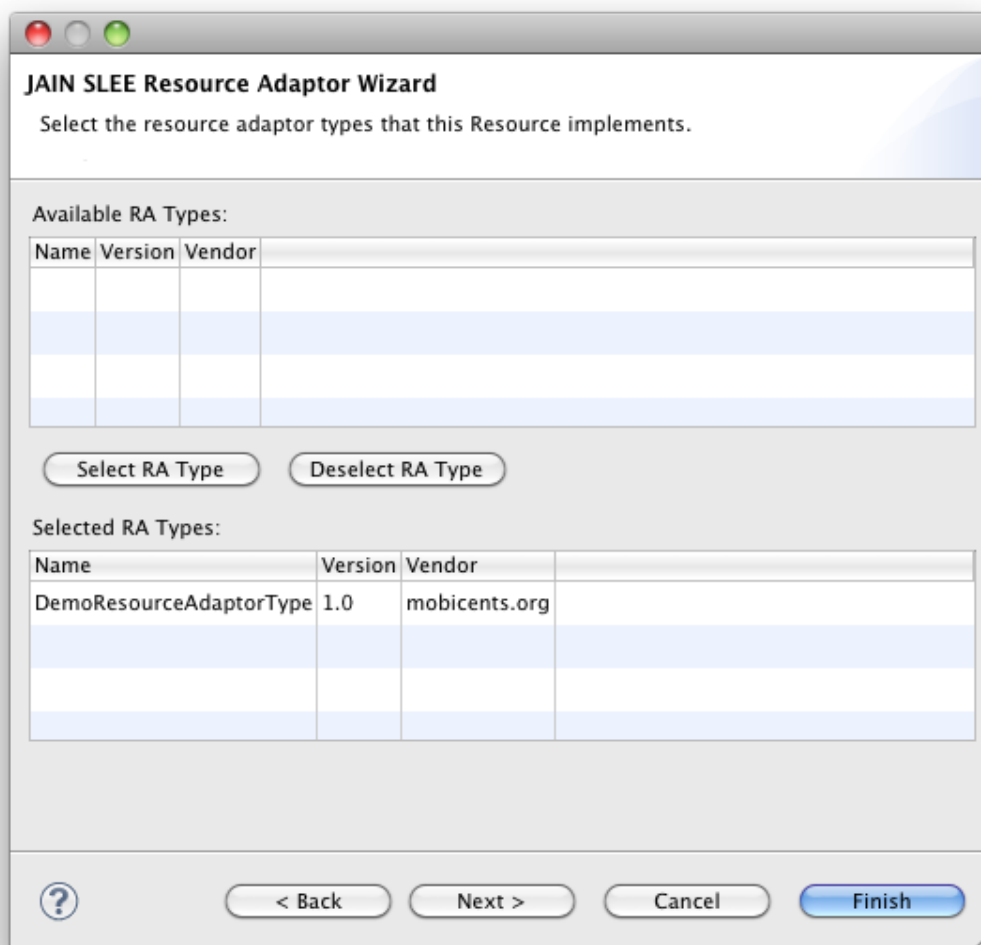 JAIN SLEE Resource Adaptor Wizard
Select the resource adaptor types that this Resource implements.
Available RA Types:
Name Version Vendor
Select RA Type Deselect RA Type
Selected RA Types:
Name Version Vendor
DemoResourceAdaptorType 1.0 mobicents.org
? < Back Next > Cancel Finish